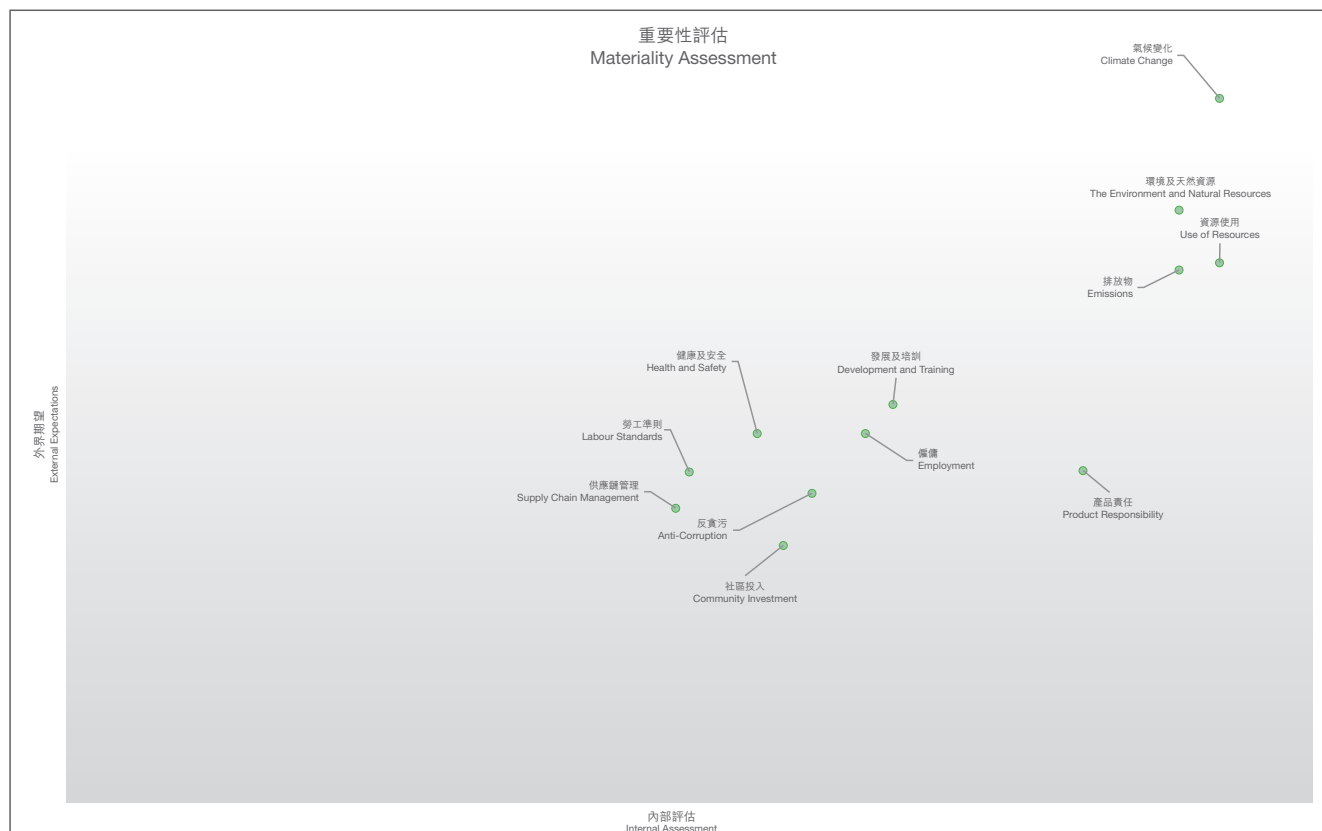 重要性評估
Materiality Assessment
氣候變化
Climate Change
環境及天然資源
The Environment and Natural Resources
資源使用
Use of Resources
排放物
Emissions
健康及安全
Health and Safety
發展及培訓
Development and Training
勞工準則
Labour Standards
僱傭
Employment
供應鏈管理
Supply Chain Management
產品責任
Product Responsibility
反貪污
Anti-Corruption
社區投入
Community Investment
外界期望
External Expectations
內部評估
Internal Assessment